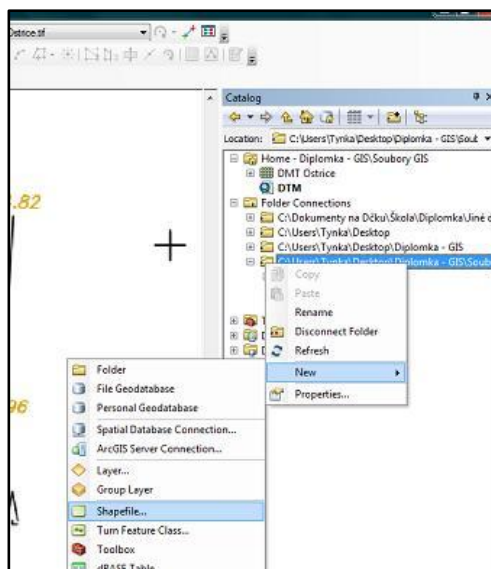 Ostrice.tif
Catalog
Location: C:\Users\Tynka\Desktop\Diplomka - GIS\Soub
Home - Diplomka - GIS\Soubory GIS
DMT Ostrice
DTM
Folder Connections
C:\Dokumenty na Dčku\Škola\Diplomka\Jiné d
C:\Users\Tynka\Desktop
C:\Users\Tynka\Desktop\Diplomka - GIS
C:\Users\Tynka\Desktop\Diplomka - GIS\Soub
.82
96
Copy
Paste
Rename
Disconnect Folder
Refresh
New
Properties...
Folder
File Geodatabase
Personal Geodatabase
Spatial Database Connection...
ArcGIS Server Connection...
Layer...
Group Layer
Shapefile...
Turn Feature Class...
Toolbox
dBASE Table